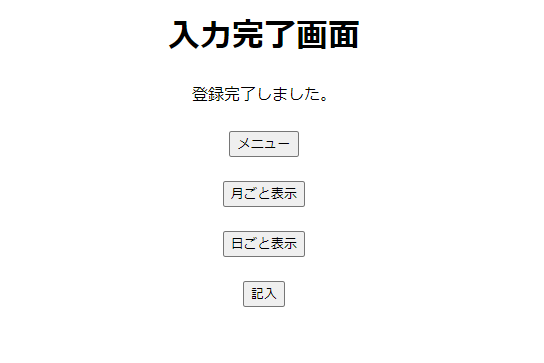 入力完了画面
登録完了しました。
メニュー
月ごと表示
日ごと表示
記入